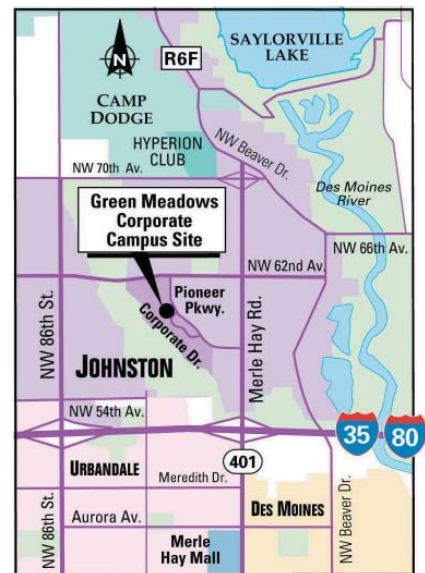 SAYLORVILLE
LAKE
N
R6F
CAMP
DODGE
HYPERION
CLUB
NW Beaver Dr.
NW 70th Av.
Des Moines
River
Green Meadows
Corporate
Campus Site
NW 66th Av.
NW 62nd Av.
Pioneer
Pkwy.
NW 86th St.
Corporate Dr.
Merle Hay Rd.
JOHNSTON
NW 54th Av.
35
80
URBANDALE
401
Meredith Dr.
NW 86th St.
Aurora Av.
DES MOINES
NW Beaver Dr.
Merle
Hay Mall